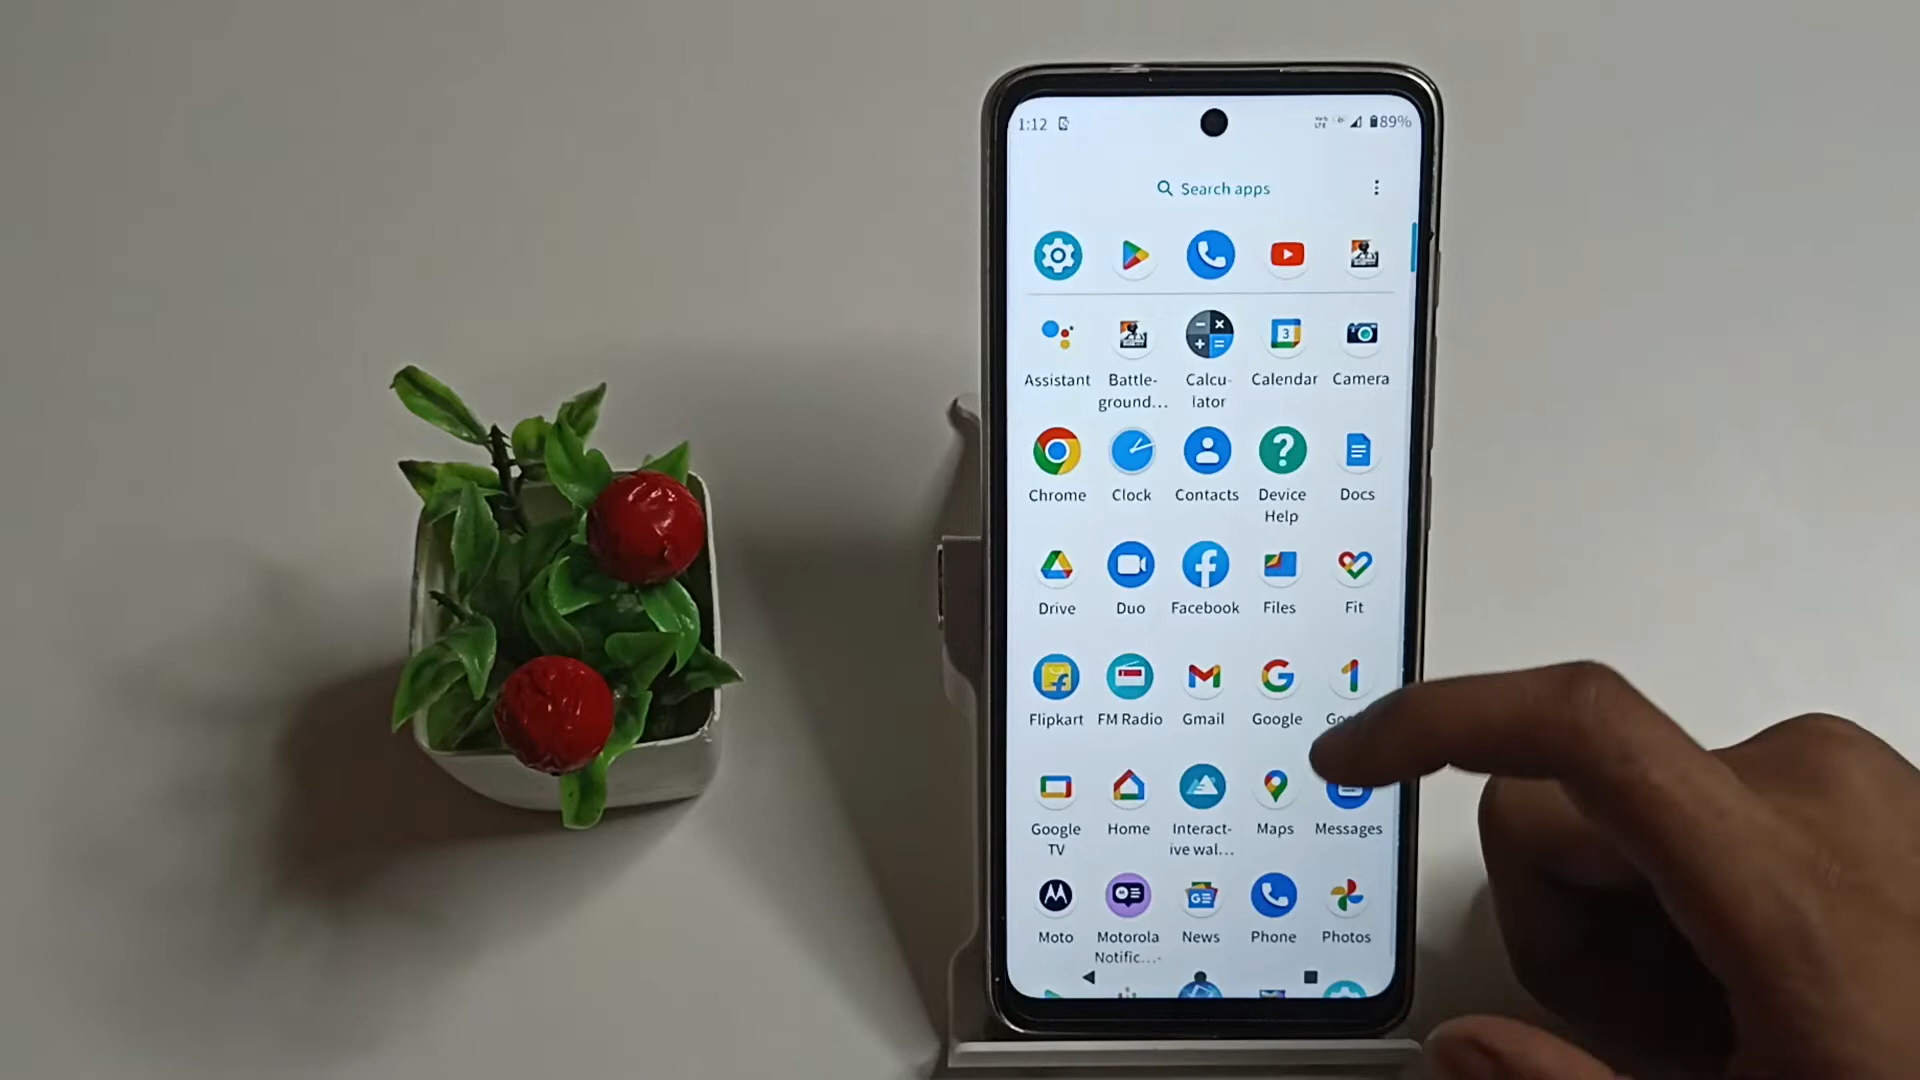 1:12 89%
Search apps
Assistant Battle- Calcu- Calendar Camera
ground... lator
3
Chrome Clock Contacts Device Docs
Help
Drive Duo Facebook Files Fit
Flipkart FM Radio Gmail Google
Google Home Interact- Maps Messages
TV ive wal...
Moto Motorola News Phone Photos
Notific...